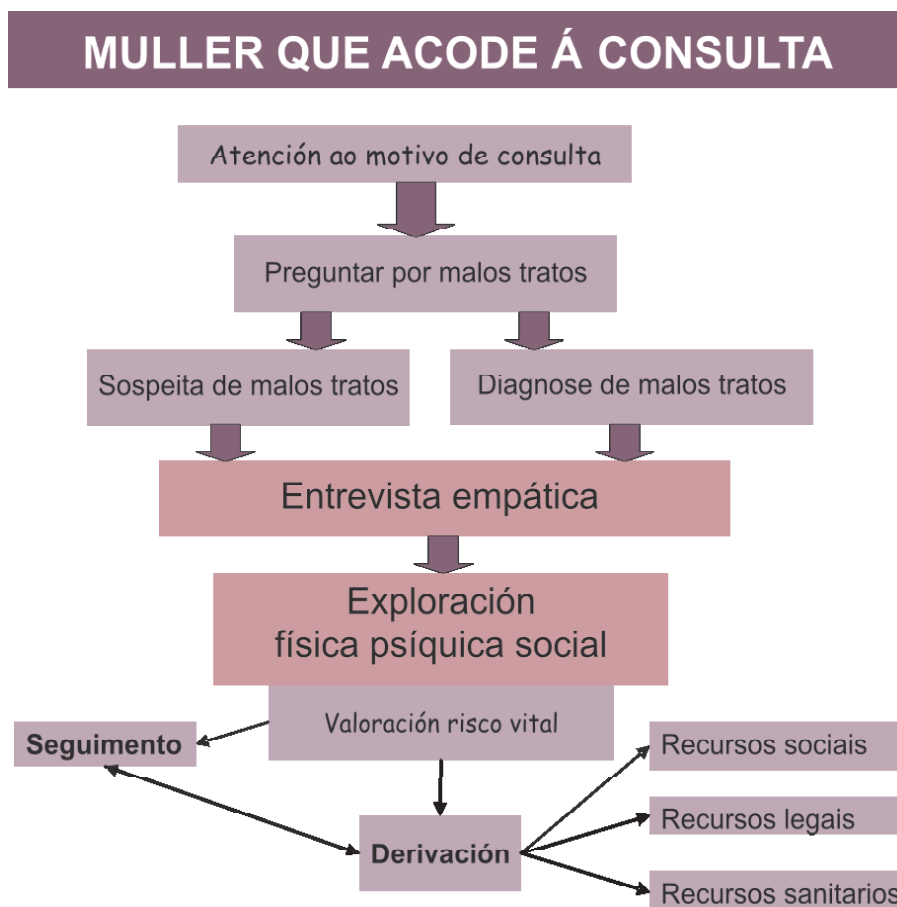 MULLER QUE ACODE Á CONSULTA
Atención ao motivo de consulta
Preguntar por malos tratos
Sospeita de malos tratos
Diagnose de malos tratos
Entrevista empática
Exploración
física psíquica social
Valoración risco vital
Seguimento
Recursos sociais
Recursos legais
Derivación
Recursos sanitarios